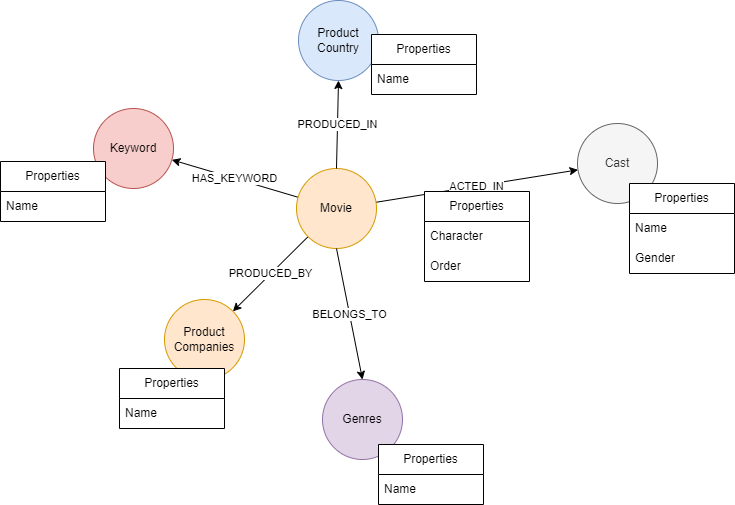 Product
Country
Properties
Name
PRODUCED_IN
Keyword
Properties
Name
HAS_KEYWORD
Cast
Properties
Name
Gender
_ACTED_IN
Properties
Character
Order
Movie
PRODUCED_BY
Product
Companies
Properties
Name
BELONGS_TO
Genres
Properties
Name